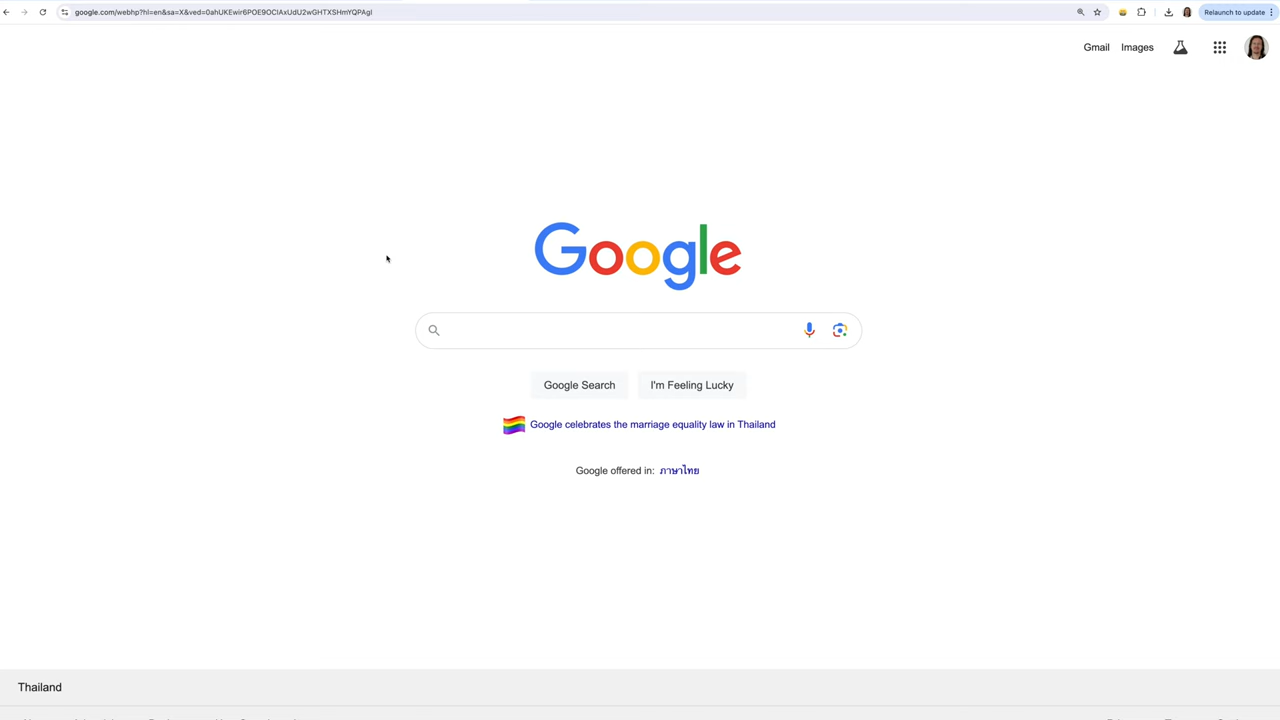 google.com/webhp?hl=en&sa=X&ved=0ahUKEwir6POE9OCIAxUdU2wGHTXSHmYQPAgI
Relaunch to update
Gmail
Images
Google
Google Search
I'm Feeling Lucky
Google celebrates the marriage equality law in Thailand
Google offered in: ภาษาไทย
Thailand